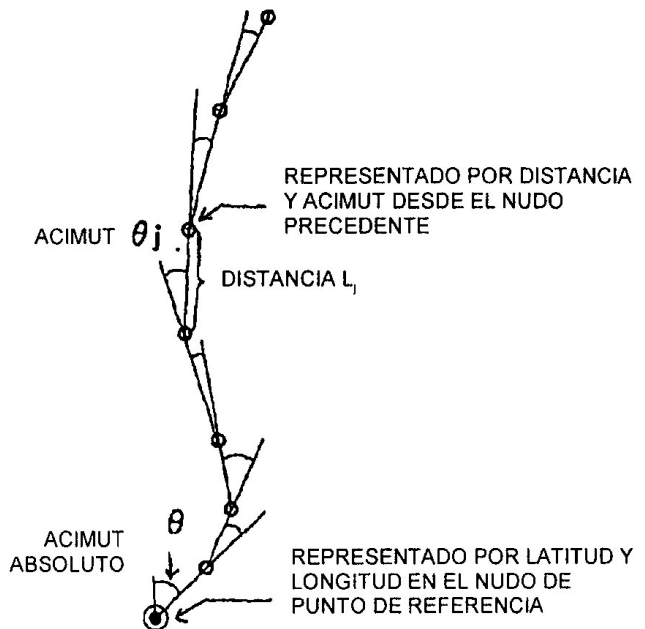 REPRESENTADO POR DISTANCIA
Y ACIMUT DESDE EL NUDO
PRECEDENTE
ACIMUT θj
DISTANCIA Lj
θ
ACIMUT
ABSOLUTO
REPRESENTADO POR LATITUD Y
LONGITUD EN EL NUDO DE
PUNTO DE REFERENCIA